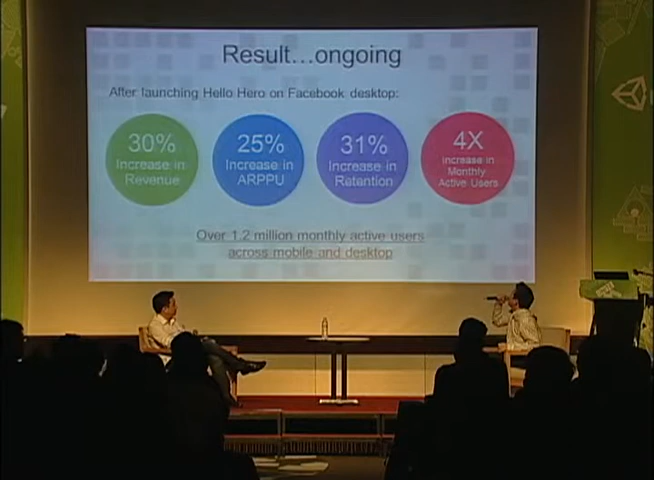 Result...ongoing
After launching Hello Hero on Facebook desktop:
30%
Increase in
Revenue
25%
Increase in
ARPPU
31%
Increase in
Retention
4X
Increase in
Monthly
Active Users
Over 1.2 million monthly active users
across mobile and desktop